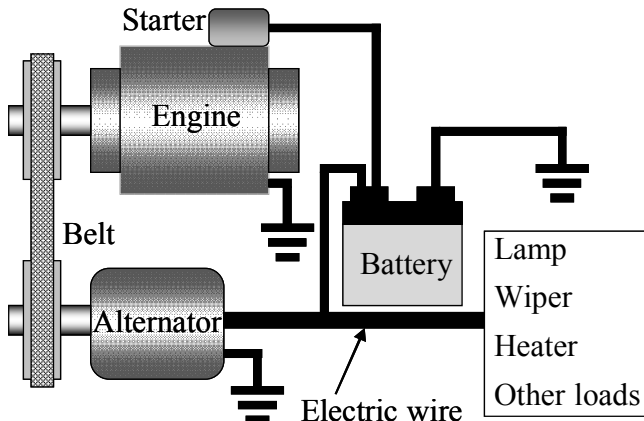 Starter
Engine
Belt
Battery
Alternator
Electric wire
Lamp
Wiper
Heater
Other loads